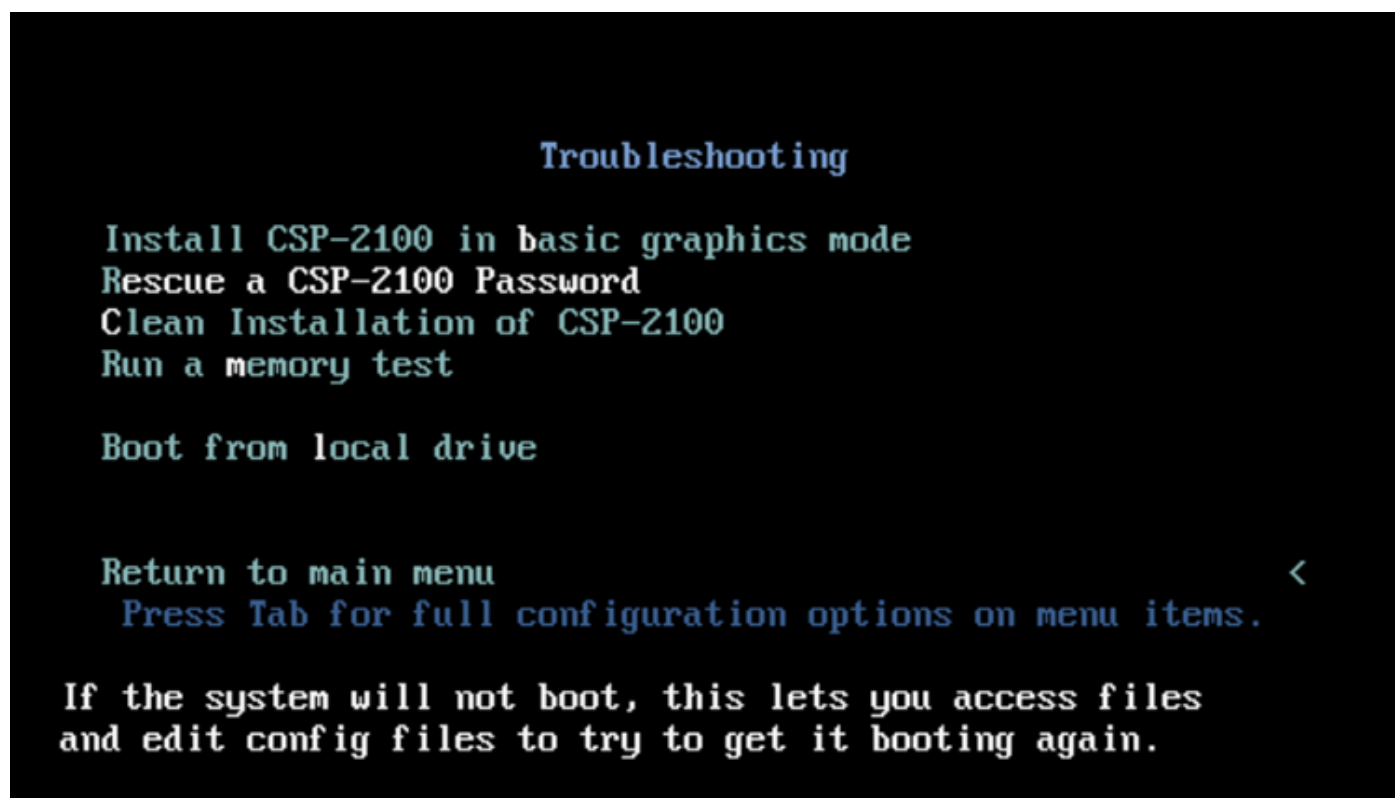 Troubleshooting
Install CSP-2100 in basic graphics mode
Rescue a CSP-2100 Password
Clean Installation of CSP-2100
Run a memory test
Boot from local drive
Return to main menu <
Press Tab for full configuration options on menu items.
If the system will not boot, this lets you access files
and edit config files to try to get it booting again.